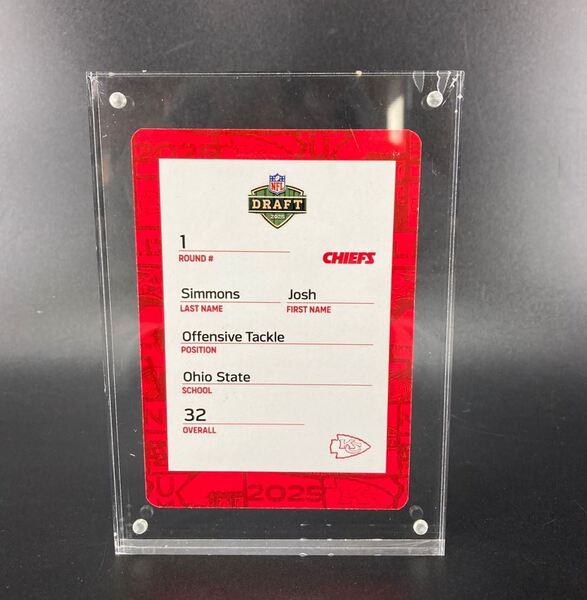 2025
NFL
DRAFT
2025
1
ROUND #
CHIEFS
Simmons Josh
LAST NAME FIRST NAME
Offensive Tackle
POSITION
Ohio State
SCHOOL
32
OVERALL
KC
2025